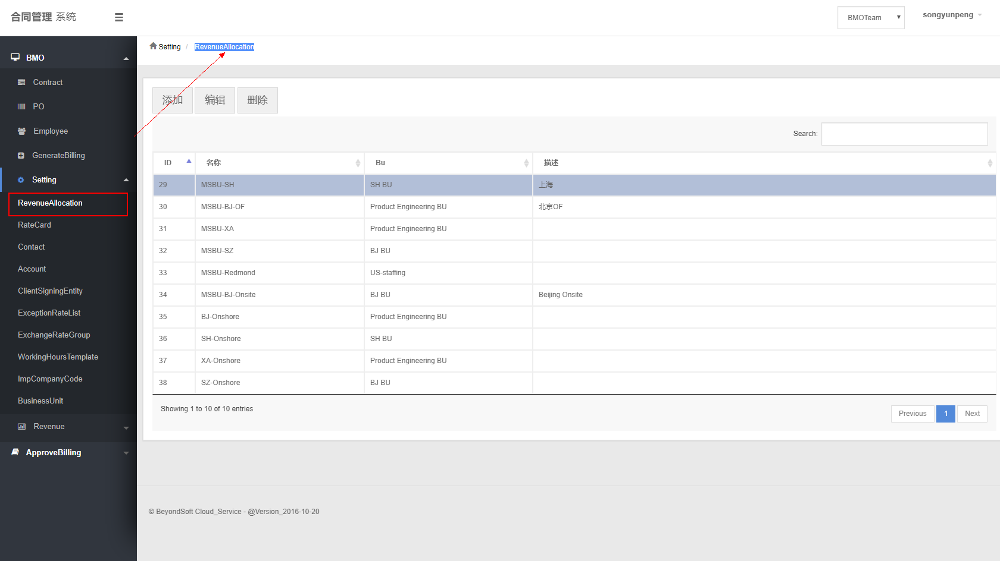 合同管理 系统
BMOTeam
songyunpeng
BMO
Contract
PO
Employee
GenerateBilling
Setting
RevenueAllocation
RateCard
Contact
Account
ClientSigningEntity
ExceptionRateList
ExchangeRateGroup
WorkingHoursTemplate
ImpCompanyCode
BusinessUnit
Revenue
ApproveBilling
Setting / RevenueAllocation
添加 编辑 删除
Search:
ID 名称 Bu 描述
29 MSBU-SH SH BU 上海
30 MSBU-BJ-OF Product Engineering BU 北京OF
31 MSBU-XA Product Engineering BU
32 MSBU-SZ BJ BU
33 MSBU-Redmond US-staffing
34 MSBU-BJ-Onsite BJ BU Beijing Onsite
35 BJ-Onshore Product Engineering BU
36 SH-Onshore SH BU
37 XA-Onshore Product Engineering BU
38 SZ-Onshore BJ BU
Showing 1 to 10 of 10 entries
Previous 1 Next
© BeyondSoft Cloud_Service - @Version_2016-10-20